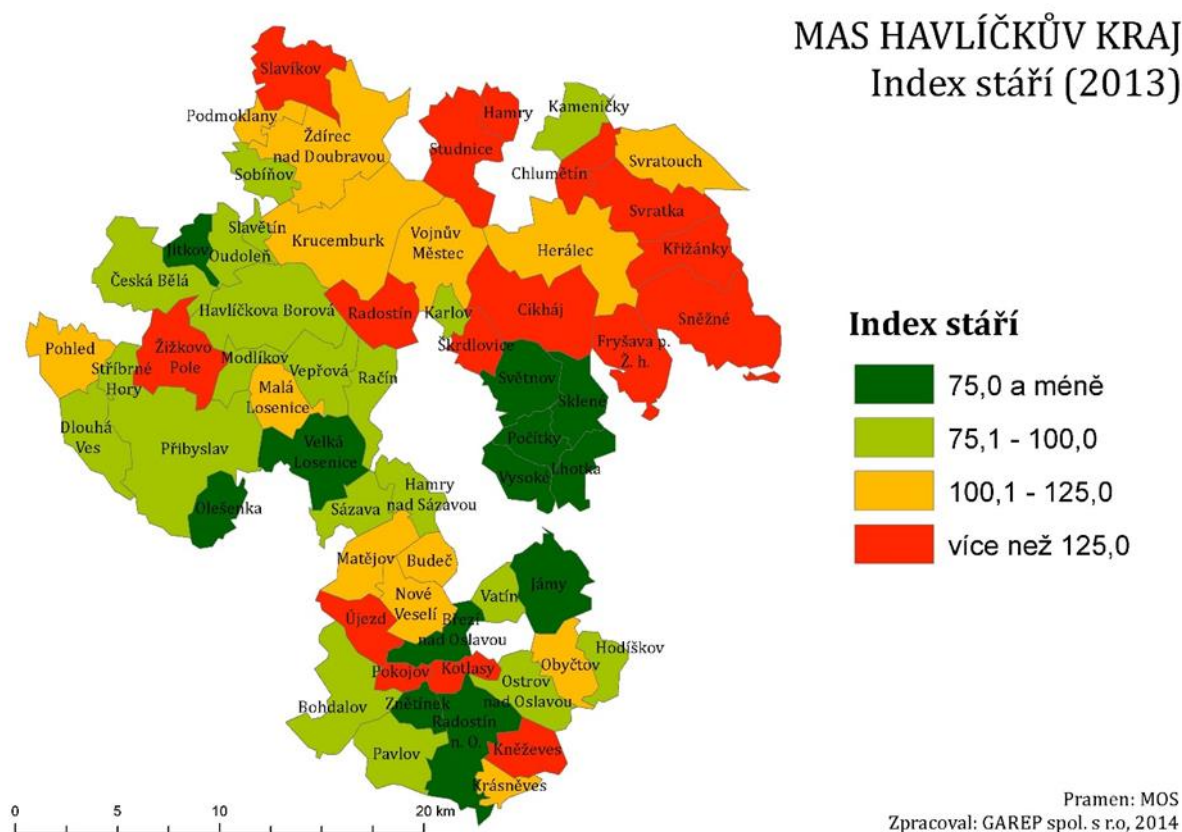 MAS HAVLÍČKŮV KRAJ
Index stáří (2013)
Slavíkov
Podmoklany
Ždírec
nad Doubravou
Sobíňov
Hamry
Studnice
Kameničky
Chlumětín
Svratouch
Svratka
Slavětín
Jitkov
Oudoleň
Krucemburk
Vojnův
Městec
Herálec
Křižánky
Česká Bělá
Havlíčkova Borová
Radostín
Karlov
Cikháj
Sněžné
Škrdlovice
Fryšava p.
Ž. h.
Pohled
Žižkovo
Pole
Stříbrné
Hory
Modlíkov
Vepřová
Račín
Malá
Losenice
Světnov
Sklené
Dlouhá
Ves
Přibyslav
Velká
Losenice
Počítky
Vysoké
Lhotka
Olešenka
Sázava
Hamry
nad Sázavou
Matějov
Budeč
Nové
Veselí
Vatín
Jámy
Újezd
Březí
nad Oslavou
Obyčtov
Hodíškov
Pokojov
Kotlasy
Ostrov
nad Oslavou
Bohdalov
Znětínek
Radostín
n. O.
Pavlov
Kněževes
Krásněves
Index stáří
75,0 a méně
75,1 - 100,0
100,1 - 125,0
více než 125,0
0 5 10 20 km
Pramen: MOS
Zpracoval: GAREP spol. s r.o, 2014